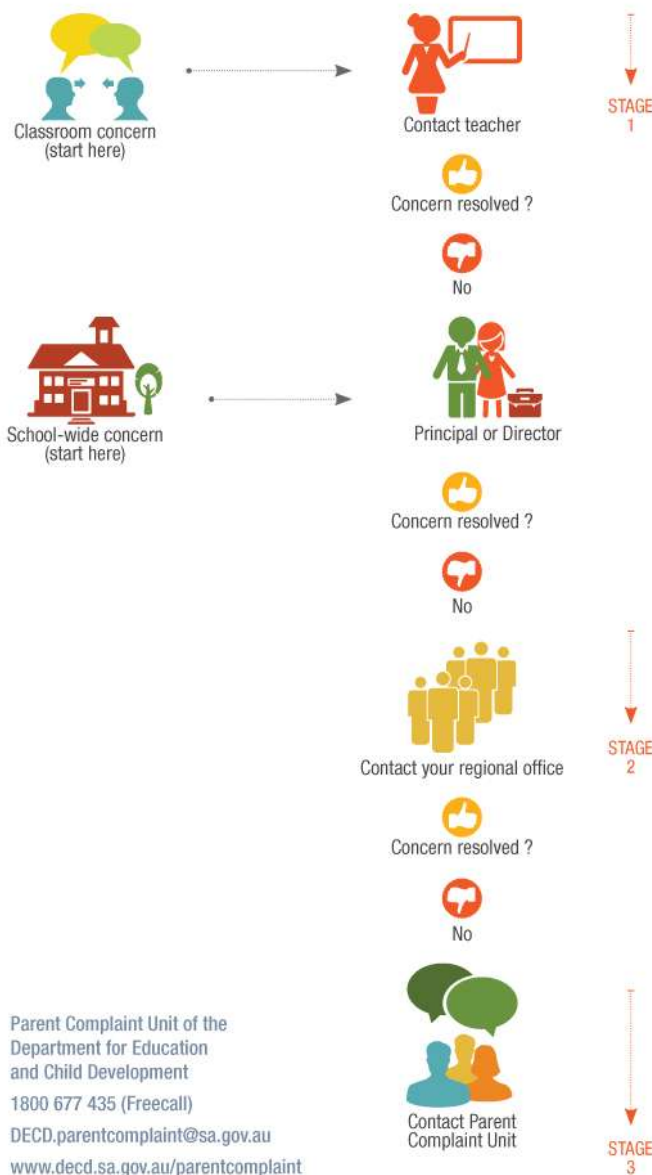 Classroom concern
(start here)
Contact teacher
STAGE
1
Concern resolved ?
No
School-wide concern
(start here)
Principal or Director
Concern resolved ?
No
Contact your regional office
STAGE
2
Concern resolved ?
No
Parent Complaint Unit of the
Department for Education
and Child Development
1800 677 435 (Freecall)
DECD.parentcomplaint@sa.gov.au
www.decd.sa.gov.au/parentcomplaint
Contact Parent
Complaint Unit
STAGE
3